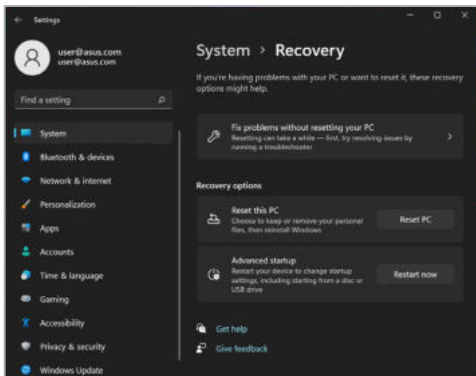 Settings
user@asus.com
user@asus.com
Find a setting
System
Bluetooth & devices
Network & internet
Personalization
Apps
Accounts
Time & language
Gaming
Accessibility
Privacy & security
Windows Update
System > Recovery
If you're having problems with your PC or want to reset it, these recovery
options might help.
Fix problems without resetting your PC
Resetting can take a while — first, try resolving issues by
running a troubleshooter
Recovery options
Reset this PC
Choose to keep or remove your personal
files, then reinstall Windows
Reset PC
Advanced startup
Restart your device to change startup
settings, including starting from a disc or
USB drive
Restart now
Get help
Give feedback